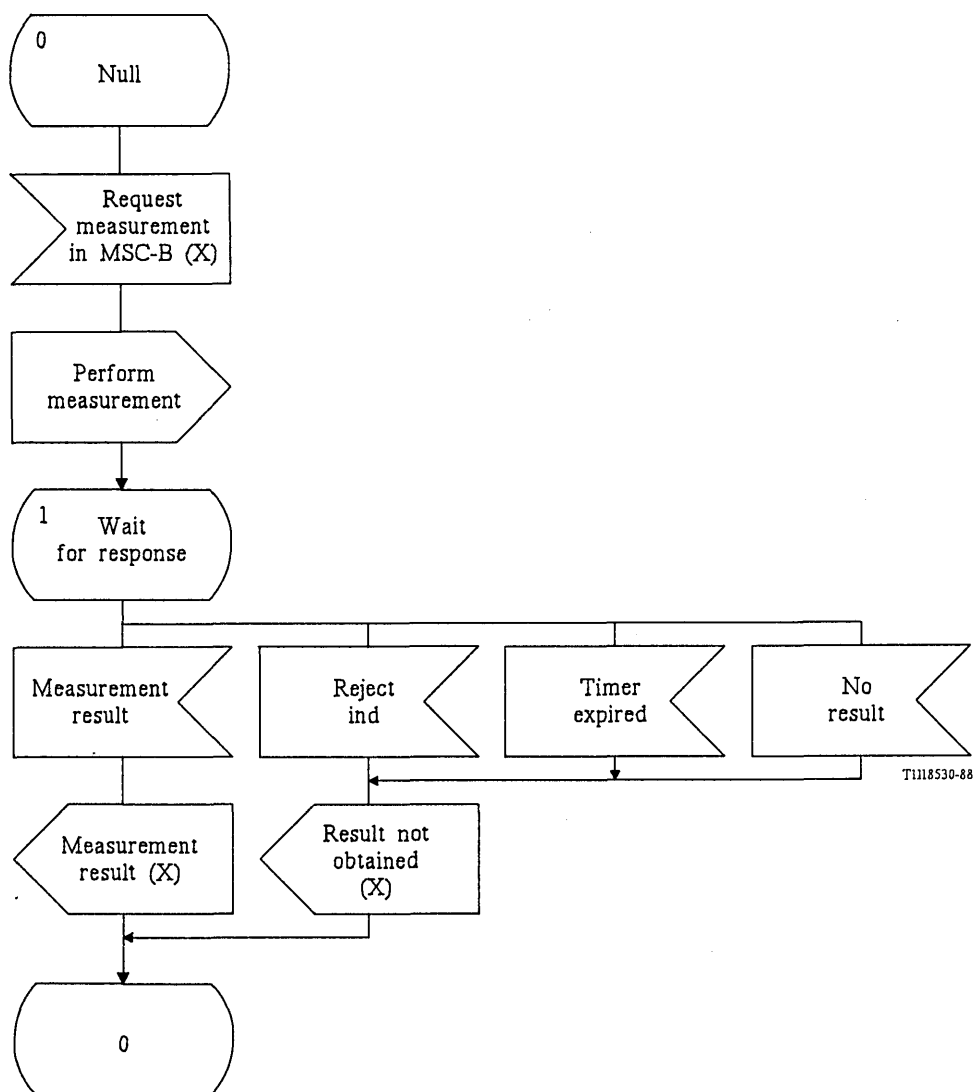 0
Null
Request
measurement
in MSC-B (X)
Perform
measurement
1
Wait
for response
Measurement
result
Reject
ind
Timer
expired
No
result
T1118530-88
Measurement
result (X)
Result not
obtained
(X)
0